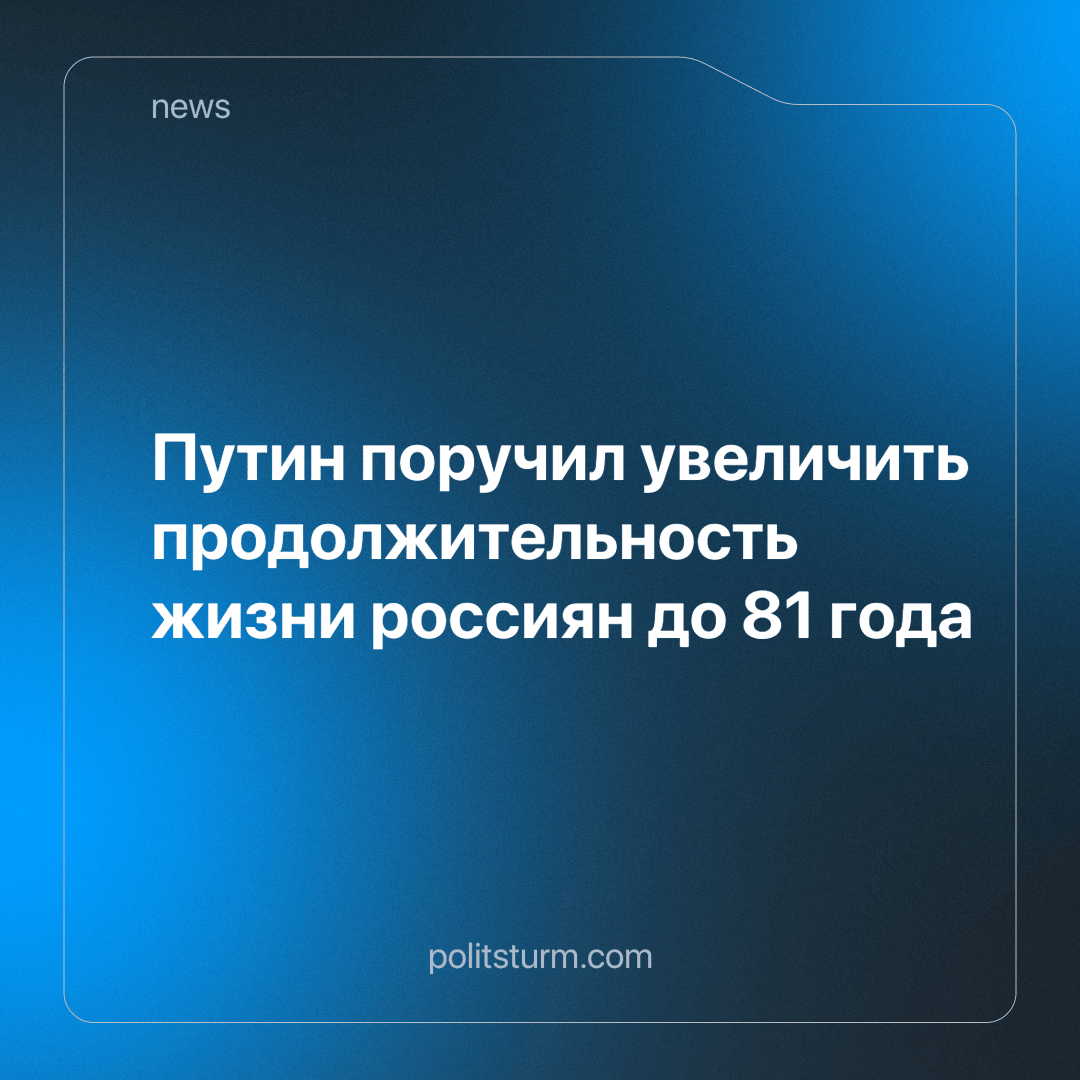 news
Путин поручил увеличить
продолжительность
жизни россиян до 81 года
politsturm.com